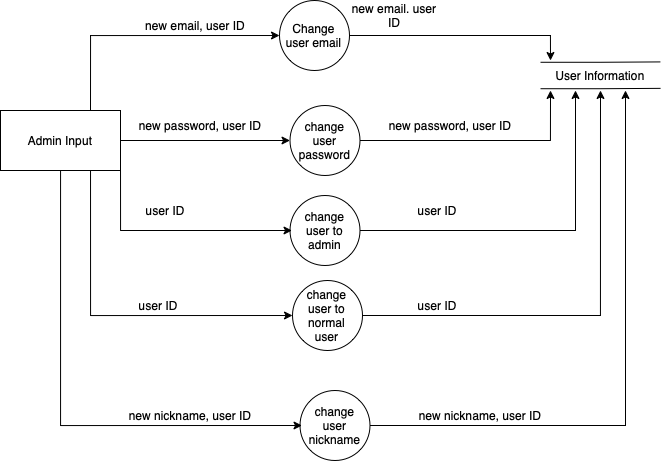 new email, user ID
Change
user email
new email. user
ID
User Information
Admin Input
new password, user ID
change
user
password
new password, user ID
user ID
change
user to
admin
user ID
user ID
change
user to
normal
user
user ID
new nickname, user ID
change
user
nickname
new nickname, user ID